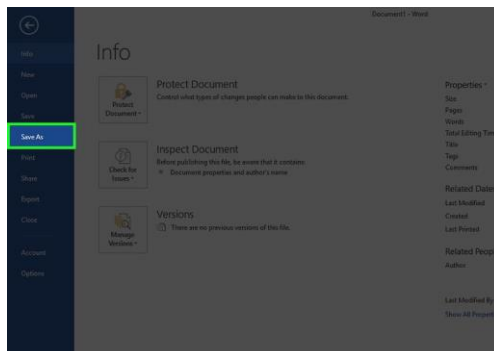 Document1 - Word
Info
Info
New
Open
Save
Save As
Print
Share
Export
Close
Account
Options
Protect Document
Control what types of changes people can make to this document.
Protect
Document
Inspect Document
Before publishing this file, be aware that it contains:
Document properties and author's name
Check for
Issues
Versions
There are no previous versions of this file.
Manage
Versions
Properties
Size
Pages
Words
Total Editing Tim
Title
Tags
Comments
Related Dates
Last Modified
Created
Last Printed
Related Peop
Author
Last Modified By
Show All Propert